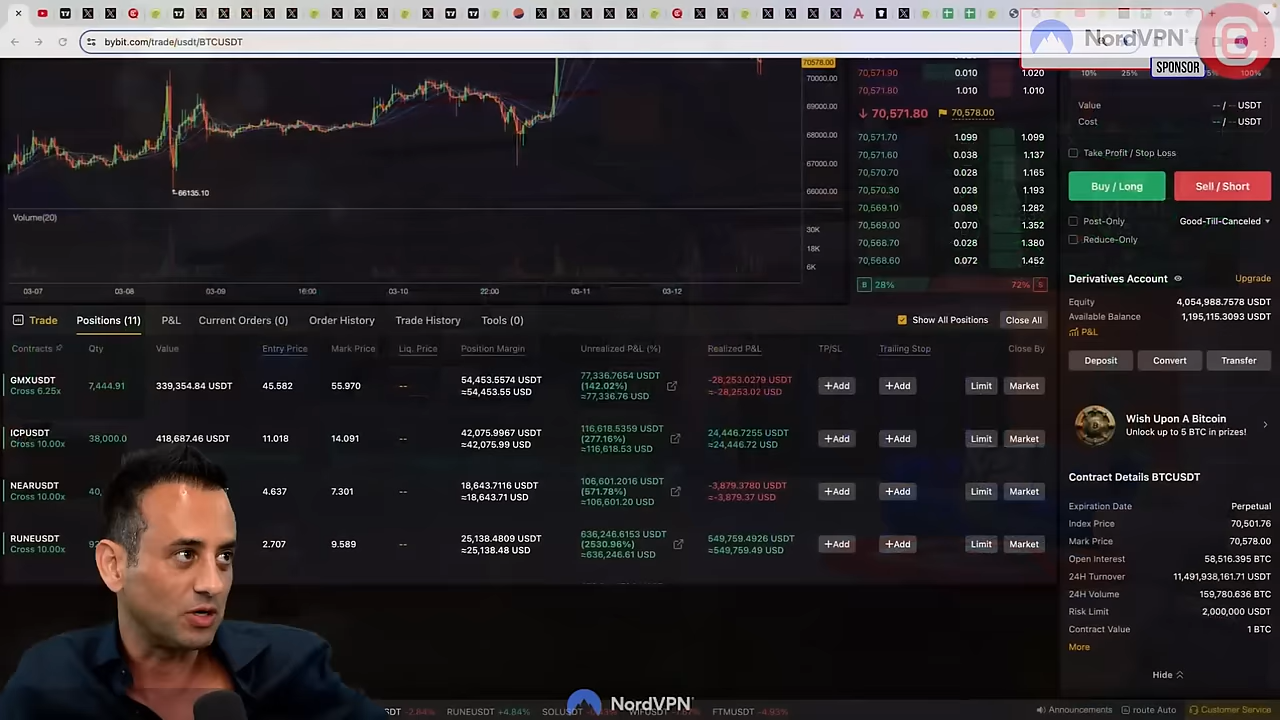 bybit.com/trade/usdt/BTCUSDT
NordVPN®
SPONSOR
70578.00
70000.00
69000.00
68000.00
67000.00
66000.00
66135.10
Volume(20)
30K
18K
6K
03-07 03-08 03-09 16:00 03-10 22:00 03-11 03-12
70,571.90 0.010 1.020
70,571.80 1.010 1.010
70,571.80 70,578.00
70,571.70 1.099 1.099
70,571.60 0.038 1.137
70,570.70 0.028 1.165
70,570.30 0.028 1.193
70,569.10 0.089 1.282
70,569.00 0.070 1.352
70,568.70 0.028 1.380
70,568.60 0.072 1.452
B 28% 72% S
10% 25% 100%
Value -- / -- USDT
Cost -- / -- USDT
Take Profit / Stop Loss
Buy / Long Sell / Short
Post-Only Good-Till-Canceled
Reduce-Only
Derivatives Account Upgrade
Equity 4,054,988.7578 USDT
Available Balance 1,195,115.3093 USDT
P&L
Deposit Convert Transfer
Wish Upon A Bitcoin
Unlock up to 5 BTC in prizes!
Contract Details BTCUSDT
Expiration Date Perpetual
Index Price 70,501.76
Mark Price 70,578.00
Open Interest 58,516.395 BTC
24H Turnover 11,491,938,161.71 USDT
24H Volume 159,780.636 BTC
Risk Limit 2,000,000 USDT
Contract Value 1 BTC
More
Hide
Trade Positions (11) P&L Current Orders (0) Order History Trade History Tools (0) Show All Positions Close All
Contracts Qty Value Entry Price Mark Price Liq. Price Position Margin Unrealized P&L (%) Realized P&L TP/SL Trailing Stop Close By
GMXUSDT
Cross 6.25x
7,444.91 339,354.84 USDT 45.582 55.970 --
54,453.5574 USDT
≈54,453.55 USD
77,336.7654 USDT
(142.02%)
≈77,336.76 USD
-28,253.0279 USDT
≈-28,253.02 USD
+Add +Add Limit Market
ICPUSDT
Cross 10.00x
38,000.0 418,687.46 USDT 11.018 14.091 --
42,075.9967 USDT
≈42,075.99 USD
116,618.5359 USDT
(277.16%)
≈116,618.53 USD
24,446.7255 USDT
≈24,446.72 USD
+Add +Add Limit Market
NEARUSDT
Cross 10.00x
40, USDT 4.637 7.301 --
18,643.7116 USDT
≈18,643.71 USD
106,601.2016 USDT
(571.78%)
≈106,601.20 USD
-3,879.3780 USDT
≈-3,879.37 USD
+Add +Add Limit Market
RUNEUSDT
Cross 10.00x
2.707 9.589 --
25,138.4809 USDT
≈25,138.48 USD
636,246.6153 USDT
(2530.96%)
≈636,246.61 USD
549,759.4926 USDT
≈549,759.49 USD
+Add +Add Limit Market
NordVPN®
RUNEUSDT +4.84% FTMUSDT -4.93%
Announcements route Auto Customer Service